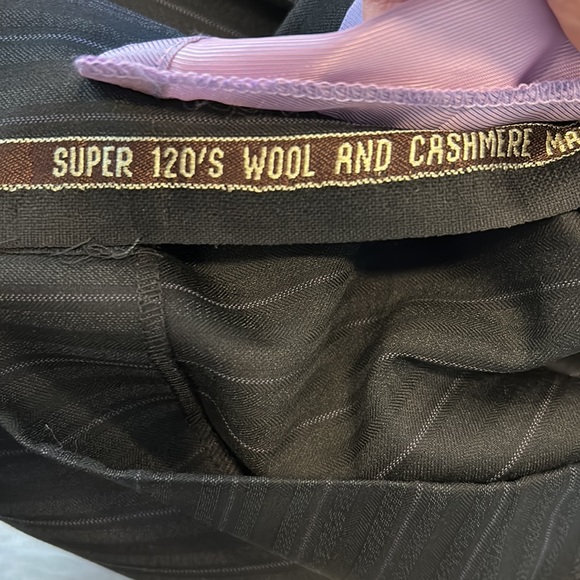 SUPER 120'S WOOL AND CASHMERE